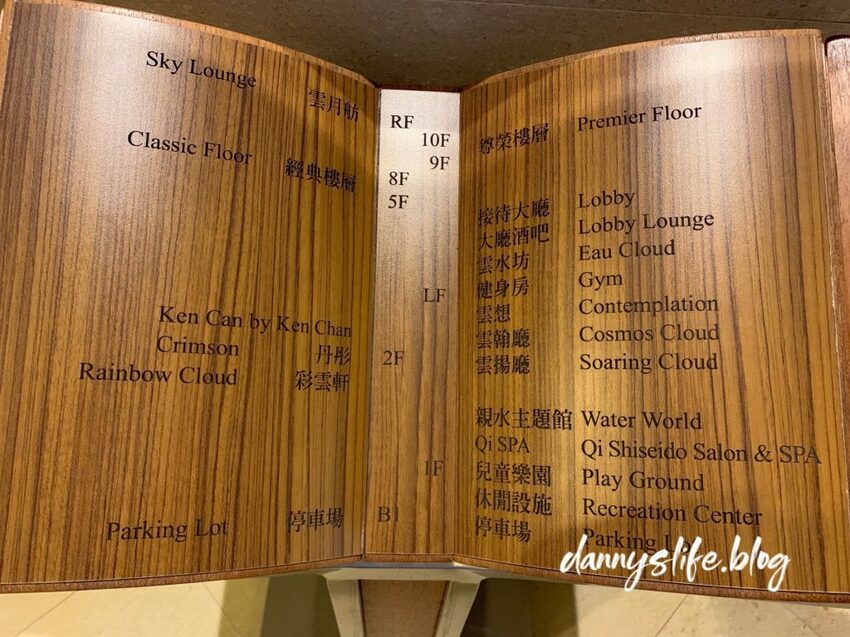 Sky Lounge 雲月舫 RF
Classic Floor 經典樓層 8F
5F
Ken Can by Ken Chan
Crimson 丹彤 2F
Rainbow Cloud 彩雲軒
Parking Lot 停車場 B1
10F 尊榮樓層 Premier Floor
9F
接待大廳 Lobby
大廳酒吧 Lobby Lounge
雲水坊 Eau Cloud
LF 健身房 Gym
雲想 Contemplation
雲翰廳 Cosmos Cloud
雲揚廳 Soaring Cloud
親水主題館 Water World
Qi SPA Qi Shiseido Salon & SPA
1F 兒童樂園 Play Ground
休閒設施 Recreation Center
停車場 Parking Lot
dannyslife.blog